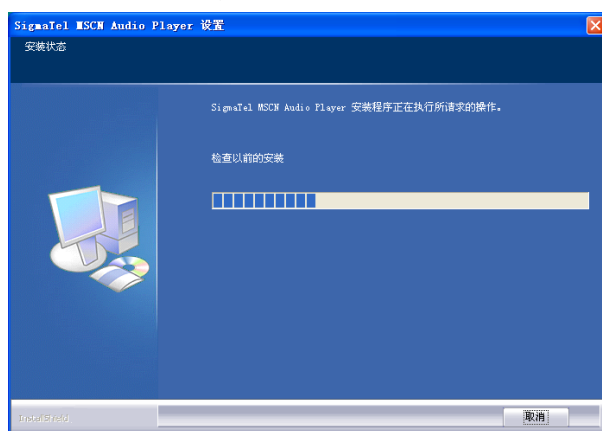 SigmaTel MSCN Audio Player 设置
安装状态
SigmaTel MSCN Audio Player 安装程序正在执行所请求的操作。
检查以前的安装
InstallShield
取消